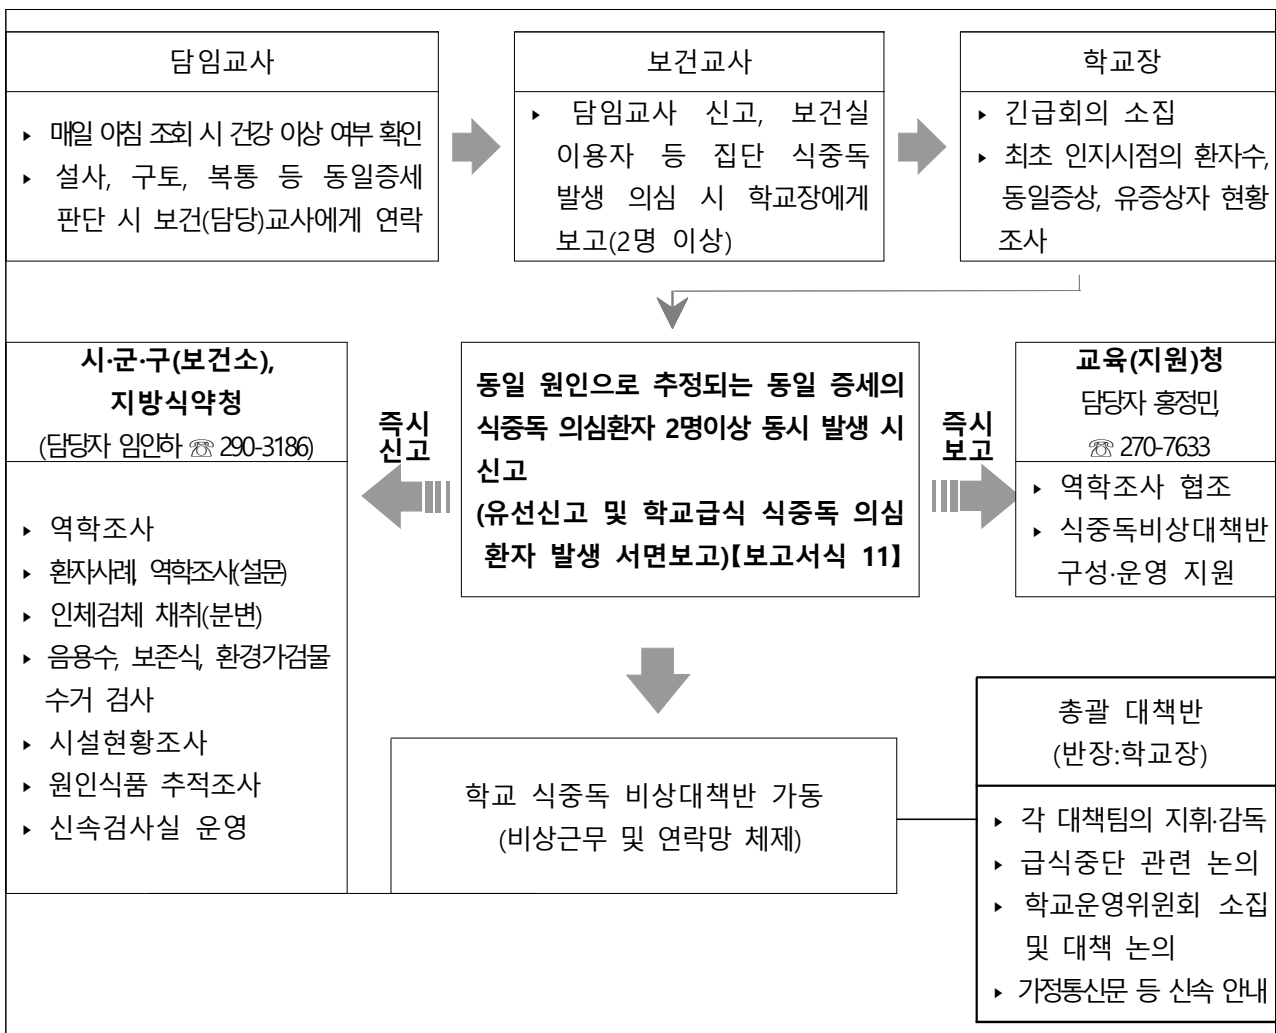 담임교사
▸ 매일 아침 조회 시 건강 이상 여부 확인
▸ 설사, 구토, 복통 등 동일증세
판단 시 보건(담당)교사에게 연락
보건교사
▸ 담임교사 신고, 보건실
이용자 등 집단 식중독
발생 의심 시 학교장에게
보고(2명 이상)
학교장
▸ 긴급회의 소집
▸ 최초 인지시점의 환자수,
동일증상, 유증상자 현황
조사
시·군·구(보건소),
지방식약청
(담당자 임인하 ☏ 290-3186)
▸ 역학조사
▸ 환자사례, 역학조사(설문)
▸ 인체검체 채취(분변)
▸ 음용수, 보존식, 환경가검물
수거 검사
▸ 시설현황조사
▸ 원인식품 추적조사
▸ 신속검사실 운영
즉시
신고
동일 원인으로 추정되는 동일 증세의
식중독 의심환자 2명이상 동시 발생 시
신고
(유선신고 및 학교급식 식중독 의심
환자 발생 서면보고)【보고서식 11】
즉시
보고
교육(지원)청
담당자 홍정민,
☏ 270-7633
▸ 역학조사 협조
▸ 식중독비상대책반
구성·운영 지원
학교 식중독 비상대책반 가동
(비상근무 및 연락망 체제)
총괄 대책반
(반장:학교장)
▸ 각 대책팀의 지휘·감독
▸ 급식중단 관련 논의
▸ 학교운영위원회 소집
및 대책 논의
▸ 가정통신문 등 신속 안내